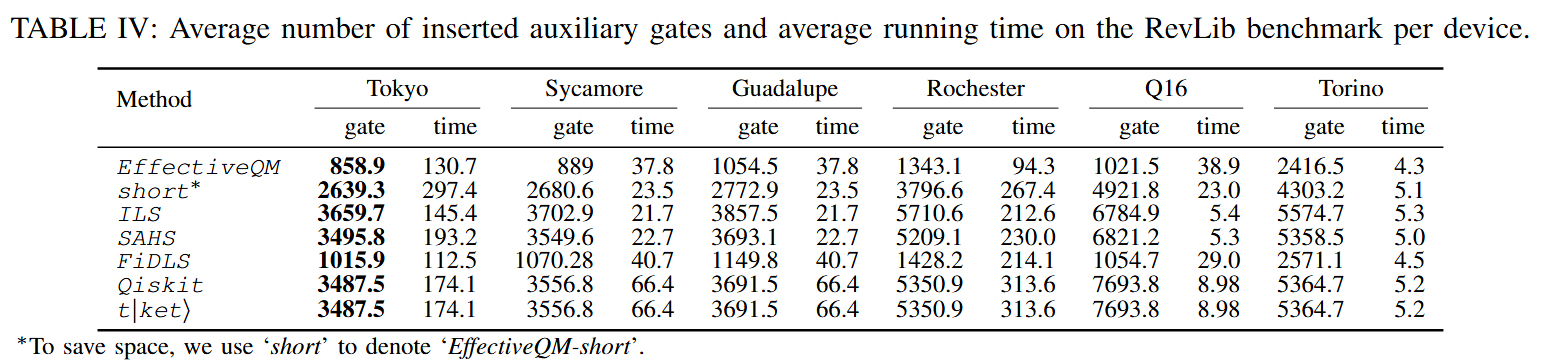 TABLE IV: Average number of inserted auxiliary gates and average running time on the RevLib benchmark per device.
Method Tokyo Sycamore Guadalupe Rochester Q16 Torino
gate time gate time gate time gate time gate time gate time
EffectiveQM 858.9 130.7 889 37.8 1054.5 37.8 1343.1 94.3 1021.5 38.9 2416.5 4.3
short* 2639.3 297.4 2680.6 23.5 2772.9 23.5 3796.6 267.4 4921.8 23.0 4303.2 5.1
ILS 3659.7 145.4 3702.9 21.7 3857.5 21.7 5710.6 212.6 6784.9 5.4 5574.7 5.3
SAHS 3495.8 193.2 3549.6 22.7 3693.1 22.7 5209.1 230.0 6821.2 5.3 5358.5 5.0
FiDLS 1015.9 112.5 1070.28 40.7 1149.8 40.7 1428.2 214.1 1054.7 29.0 2571.1 4.5
Qiskit 3487.5 174.1 3556.8 66.4 3691.5 66.4 5350.9 313.6 7693.8 8.98 5364.7 5.2
t|ket⟩ 3487.5 174.1 3556.8 66.4 3691.5 66.4 5350.9 313.6 7693.8 8.98 5364.7 5.2
*To save space, we use ‘short’ to denote ‘EffectiveQM-short’.